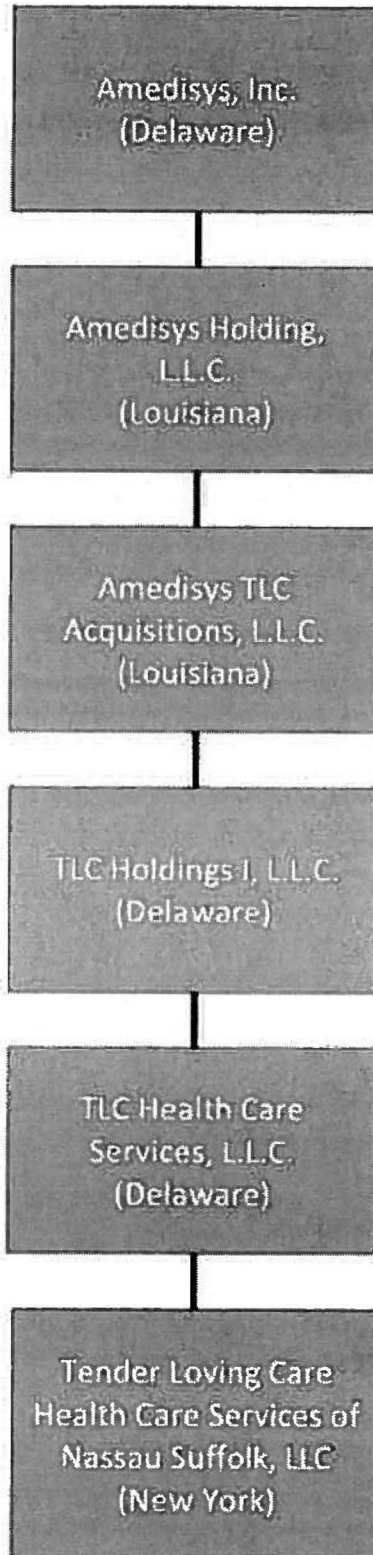 Amedisys, Inc.
(Delaware)
Amedisys Holding,
L.L.C.
(Louisiana)
Amedisys TLC
Acquisitions, L.L.C.
(Louisiana)
TLC Holdings I, L.L.C.
(Delaware)
TLC Health Care
Services, L.L.C.
(Delaware)
Tender Loving Care
Health Care Services of
Nassau Suffolk, LLC
(New York)